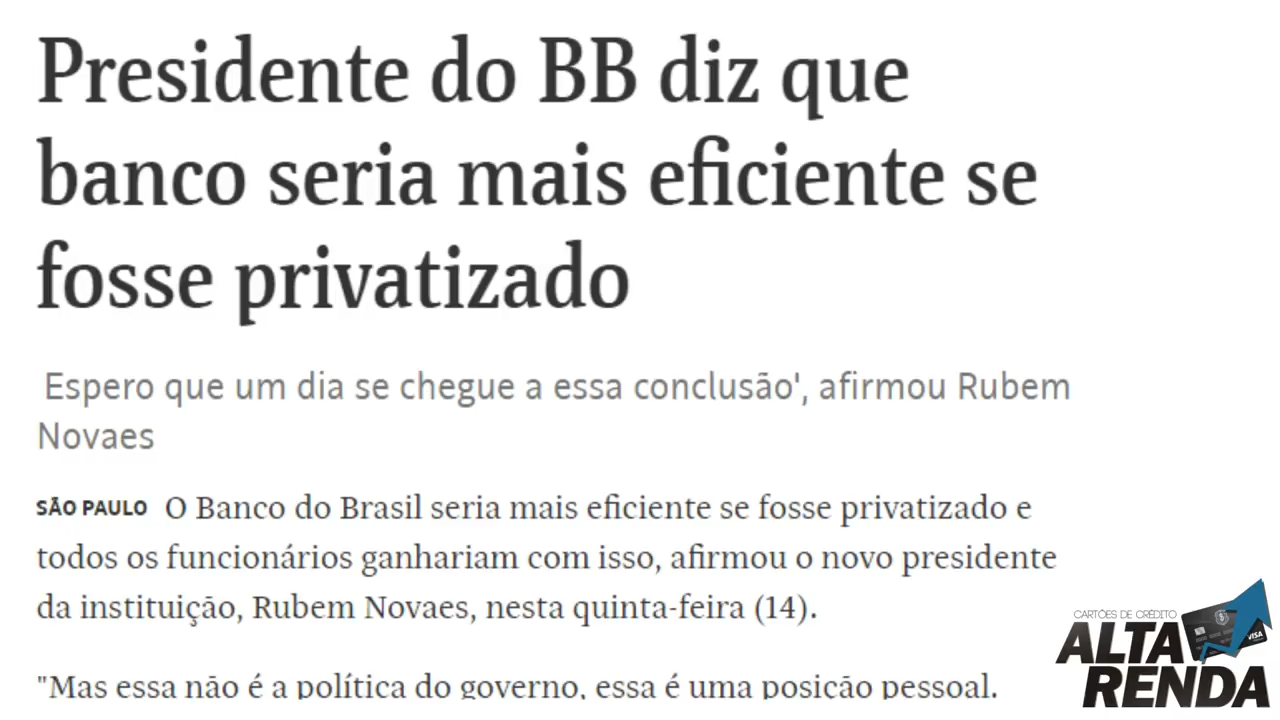 Presidente do BB diz que
banco seria mais eficiente se
fosse privatizado
Espero que um dia se chegue a essa conclusão', afirmou Rubem
Novaes
SÃO PAULO O Banco do Brasil seria mais eficiente se fosse privatizado e
todos os funcionários ganhariam com isso, afirmou o novo presidente
da instituição, Rubem Novaes, nesta quinta-feira (14).
"Mas essa não é a política do governo, essa é uma posição pessoal.
CARTÕES DE CRÉDITO
ALTA
RENDA
VISA